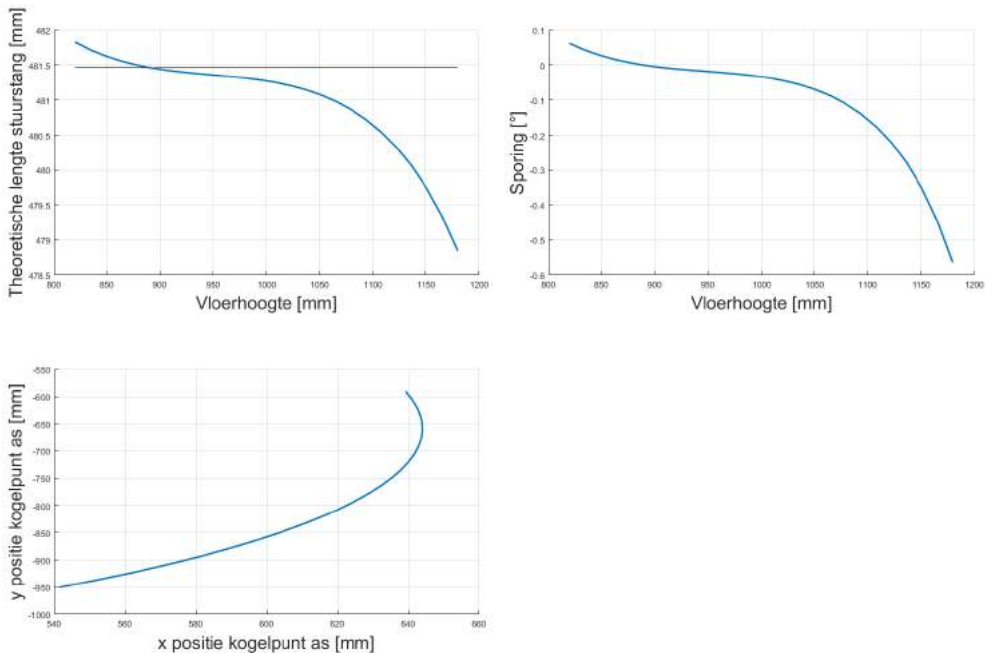 Theoretische lengte stuurstang [mm]
482
481.5
481
480.5
480
479.5
479
478.5
800 850 900 950 1000 1050 1100 1150 1200
Vloerhoogte [mm]
Sporing [°]
0.1
0
-0.1
-0.2
-0.3
-0.4
-0.5
-0.6
800 850 900 950 1000 1050 1100 1150 1200
Vloerhoogte [mm]
y positie kogelpunt as [mm]
-550
-600
-650
-700
-750
-800
-850
-900
-950
-1000
540 560 580 600 620 640 660
x positie kogelpunt as [mm]